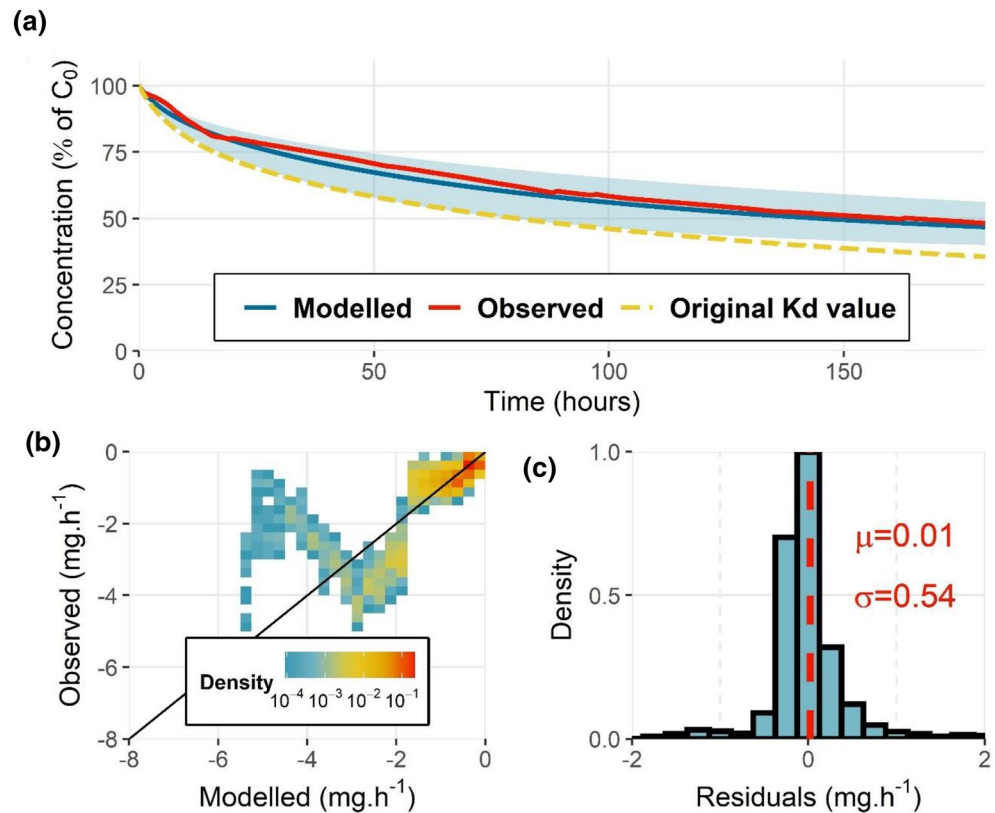 (a)
Concentration (% of C₀)
100
75
50
25
0
Modelled Observed Original Kd value
0 50 100 150
Time (hours)
(b)
Observed (mg.h⁻¹)
0
-2
-4
-6
-8
Density
10⁻⁴ 10⁻³ 10⁻² 10⁻¹
-8 -6 -4 -2 0
Modelled (mg.h⁻¹)
(c)
Density
1.0
0.5
0.0
μ=0.01
σ=0.54
-2 0 2
Residuals (mg.h⁻¹)